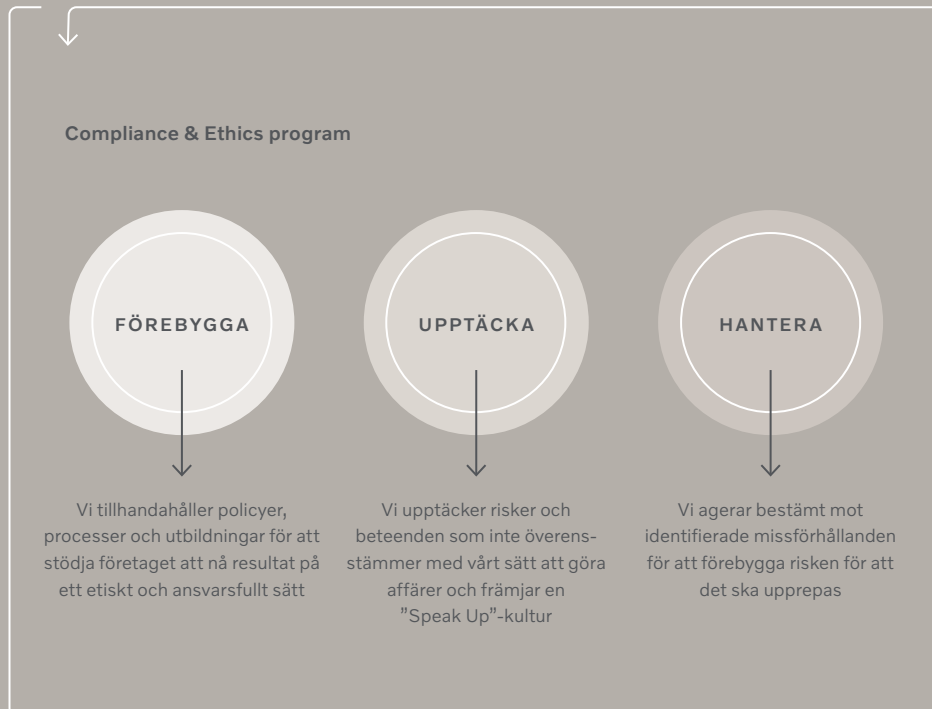 Compliance & Ethics program
FÖREBYGGA
UPPTÄCKA
HANTERA
Vi tillhandahåller policyer,
processer och utbildningar för att
stödja företaget att nå resultat på
ett etiskt och ansvarsfullt sätt
Vi upptäcker risker och
beteenden som inte överens-
stämmer med vårt sätt att göra
affärer och främjar en
”Speak Up”-kultur
Vi agerar bestämt mot
identifierade missförhållanden
för att förebygga risken för att
det ska upprepas